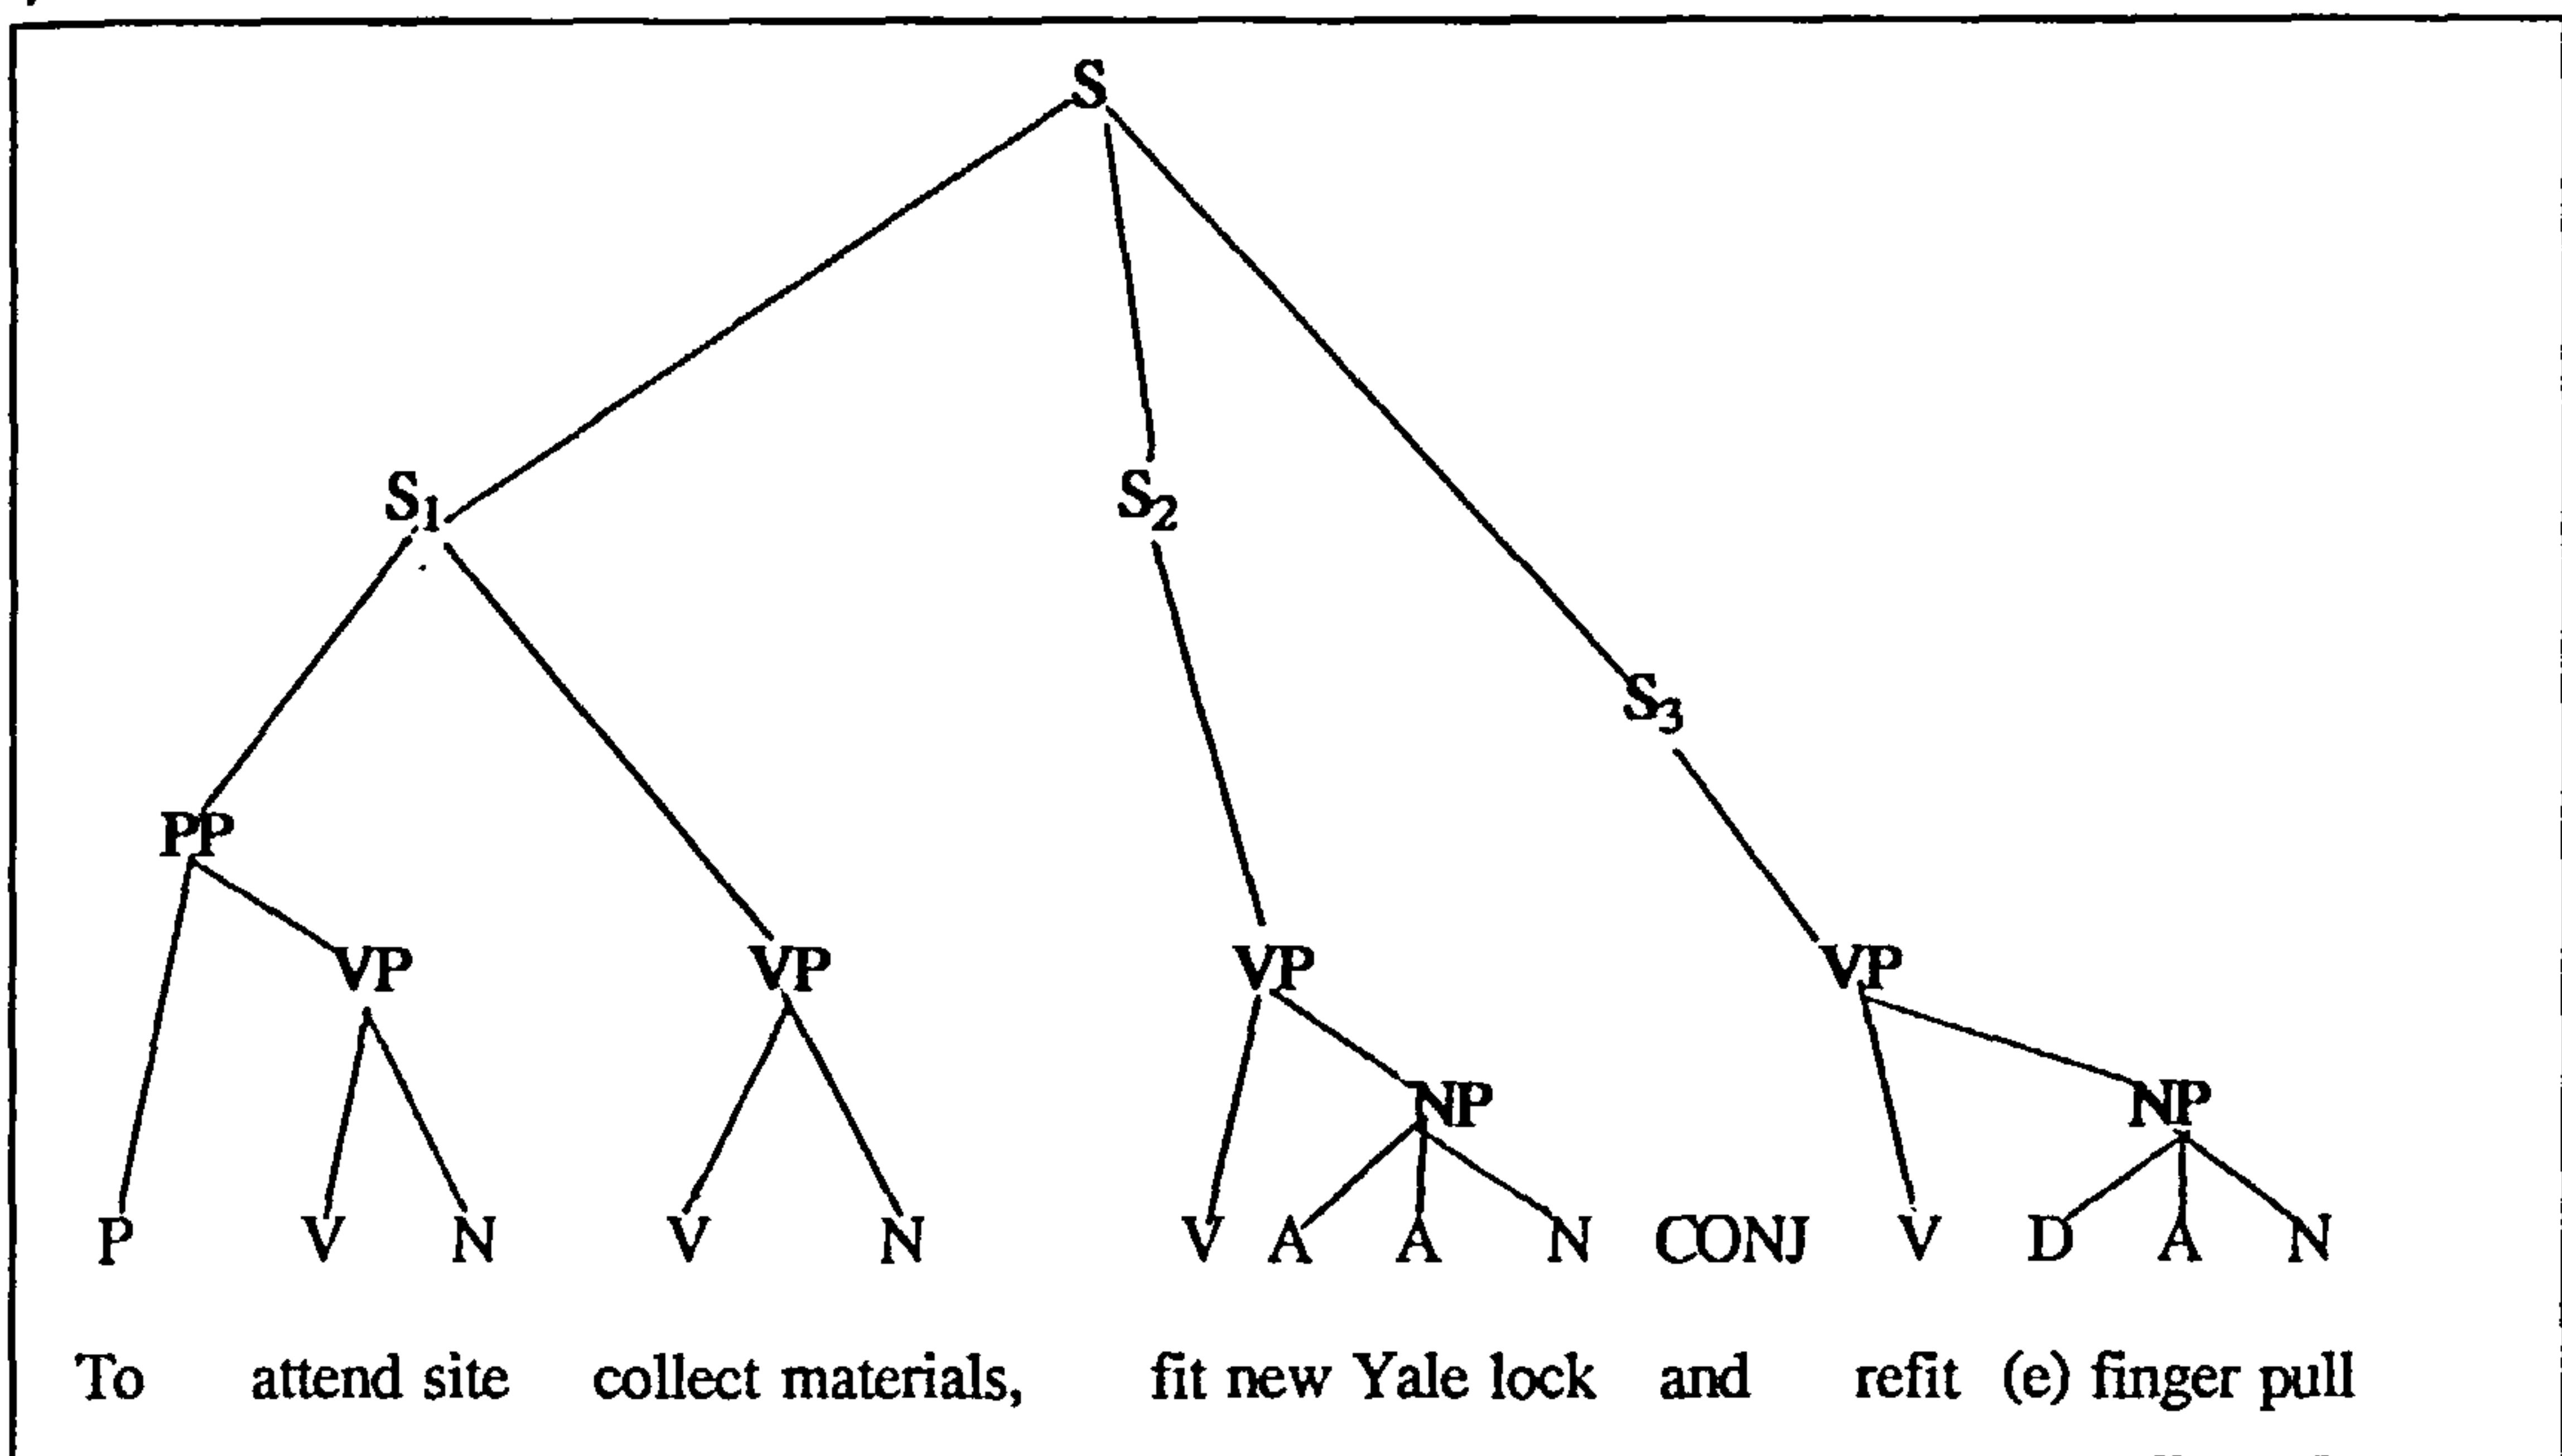 S
S1 S2
S3
PP
VP VP VP VP
NP NP
P V N V N V A A N CONJ V D A N
To attend site collect materials, fit new Yale lock and refit (e) finger pull